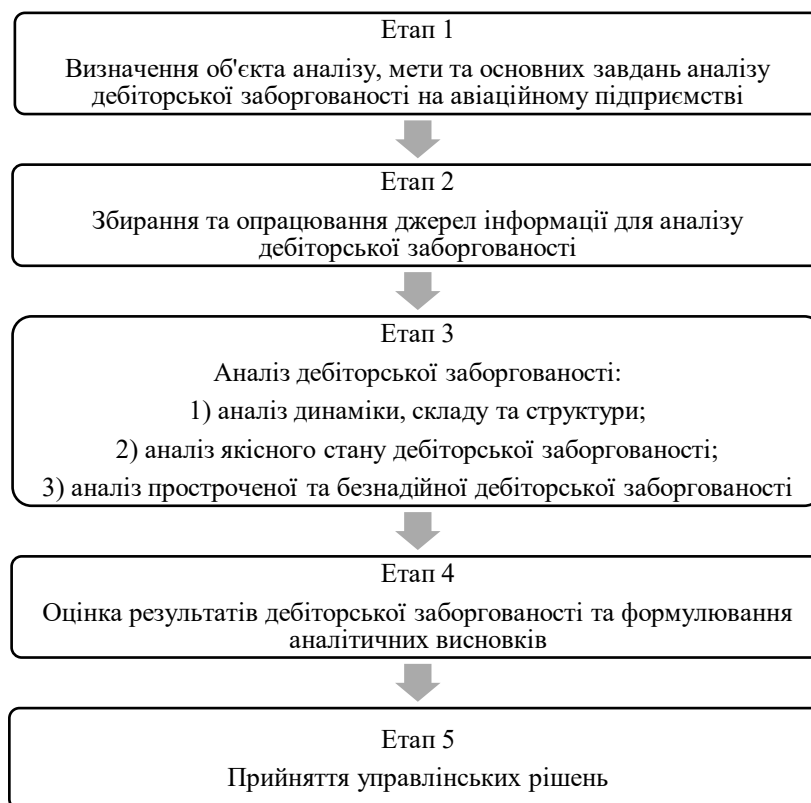 Етап 1
Визначення об'єкта аналізу, мети та основних завдань аналізу
дебіторської заборгованості на авіаційному підприємстві
Етап 2
Збирання та опрацювання джерел інформації для аналізу
дебіторської заборгованості
Етап 3
Аналіз дебіторської заборгованості:
1) аналіз динаміки, складу та структури;
2) аналіз якісного стану дебіторської заборгованості;
3) аналіз простроченої та безнадійної дебіторської заборгованості
Етап 4
Оцінка результатів дебіторської заборгованості та формулювання
аналітичних висновків
Етап 5
Прийняття управлінських рішень